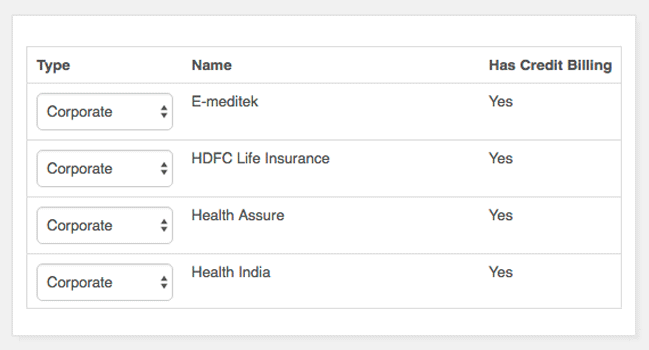 Type Name Has Credit Billing
Corporate E-meditek Yes
Corporate HDFC Life Insurance Yes
Corporate Health Assure Yes
Corporate Health India Yes